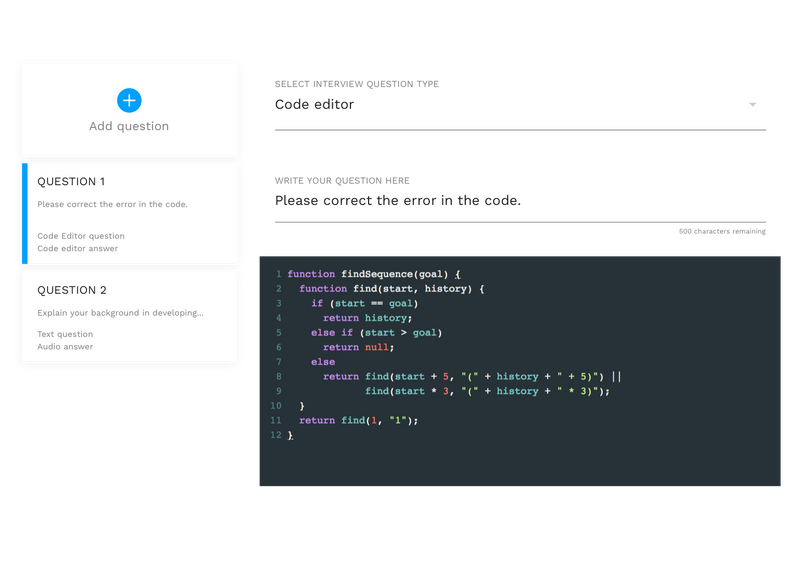 Add question
QUESTION 1
Please correct the error in the code.
Code Editor question
Code editor answer
QUESTION 2
Explain your background in developing...
Text question
Audio answer
SELECT INTERVIEW QUESTION TYPE
Code editor
WRITE YOUR QUESTION HERE
Please correct the error in the code.
500 characters remaining
1 function findSequence(goal) {
2   function find(start, history) {
3     if (start == goal)
4       return history;
5     else if (start > goal)
6       return null;
7     else
8       return find(start + 5, "(" + history + " + 5)") ||
9              find(start * 3, "(" + history + " * 3)");
10   }
11   return find(1, "1");
12 }